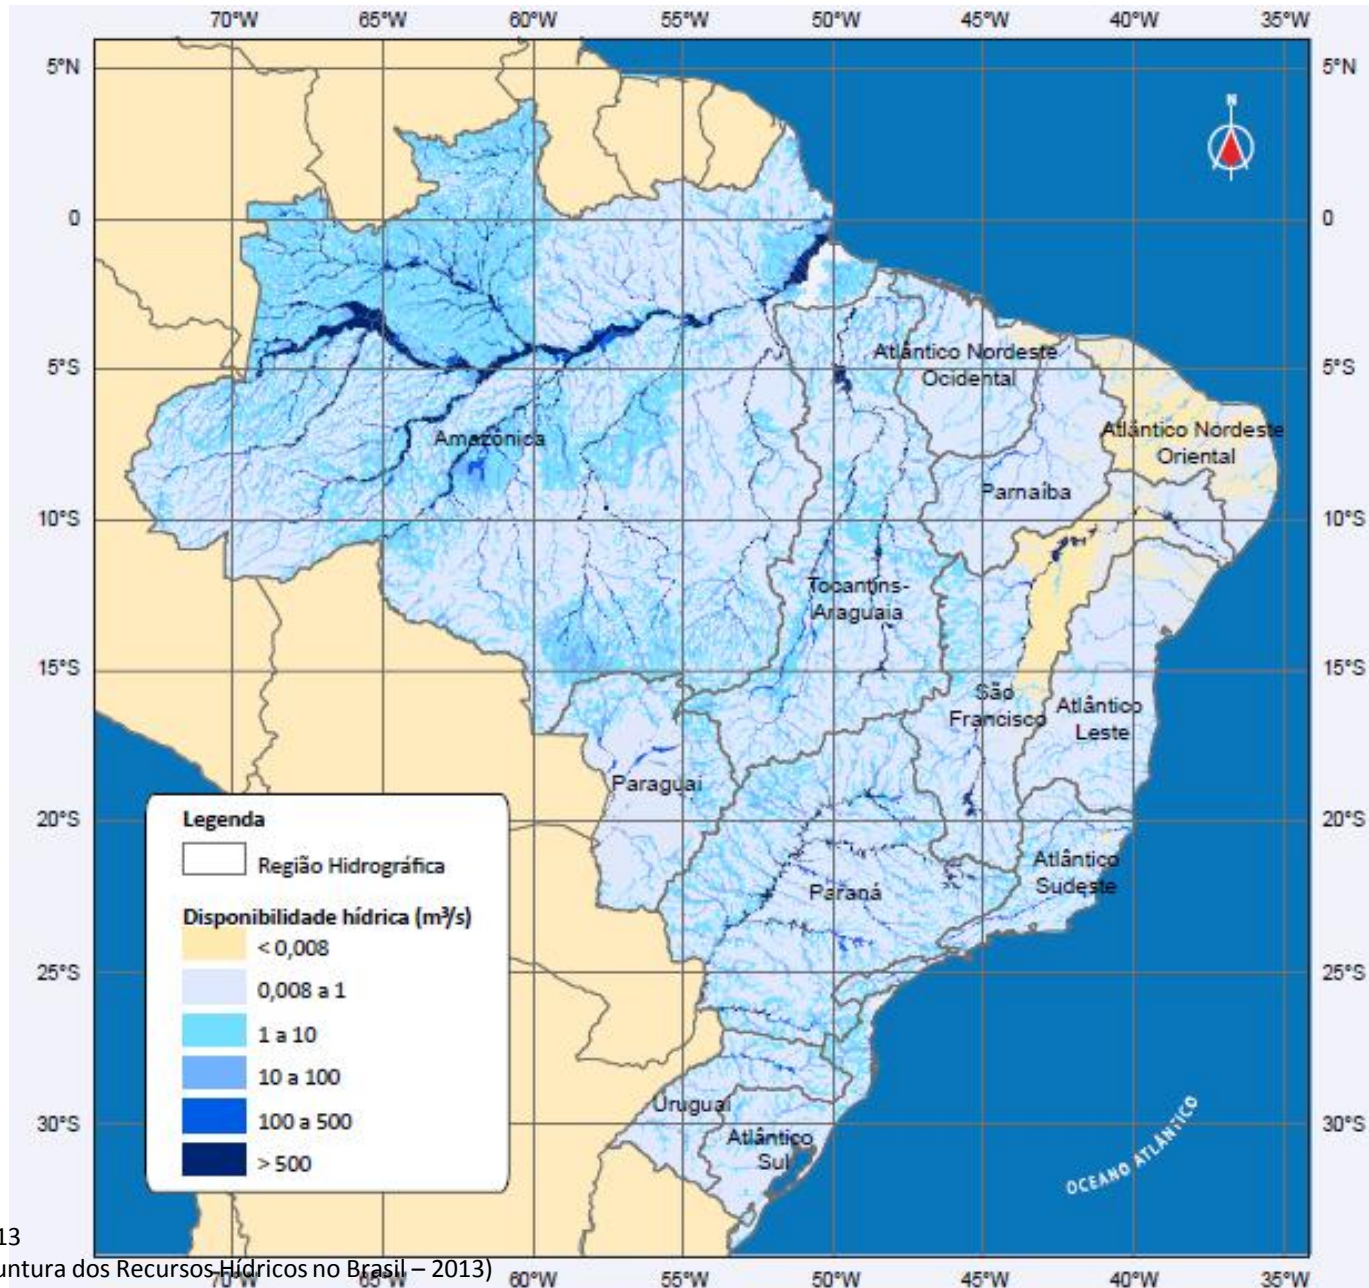 70°W 65°W 60°W 55°W 50°W 45°W 40°W 35°W
5°N 5°N
N
0 0
Atlântico Nordeste
Ocidental
5°S 5°S
Amazônica
Atlântico Nordeste
Oriental
Parnaíba
10°S 10°S
Tocantins-
Araguaia
15°S 15°S
São
Francisco
Atlântico
Leste
Paraguai
20°S 20°S
Atlântico
Sudeste
Paraná
25°S 25°S
Uruguai
Atlântico
Sul
30°S 30°S
OCEANO ATLÂNTICO
Legenda
Região Hidrográfica
Disponibilidade hídrica (m³/s)
< 0,008
0,008 a 1
1 a 10
10 a 100
100 a 500
> 500
13
untura dos Recursos Hídricos no Brasil – 2013)
70°W 65°W 60°W 55°W 50°W 45°W 40°W 35°W